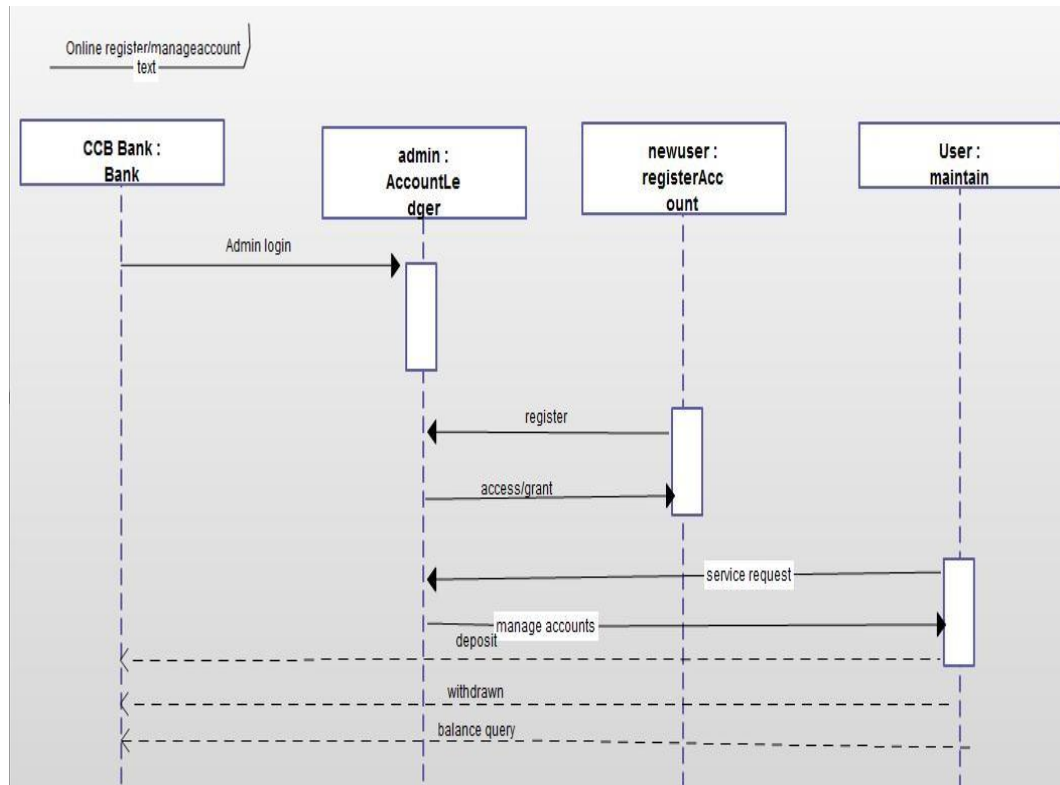 Online register/manageaccount
text
CCB Bank :
Bank
admin :
AccountLe
dger
newuser :
registerAcc
ount
User :
maintain
Admin login
register
access/grant
service request
manage accounts
deposit
withdrawn
balance query